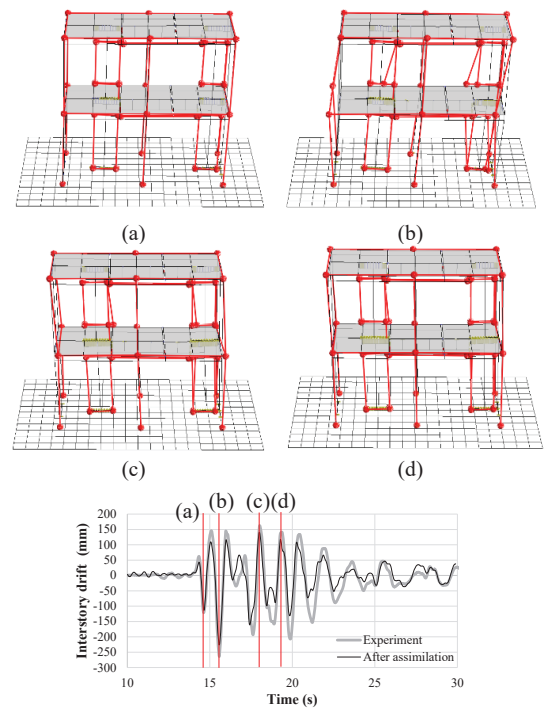 (a)
(b)
(c)
(d)
(a)
(b)
(c)
(d)
200
150
100
50
0
-50
-100
-150
-200
-250
-300
Interstory drift (mm)
Experiment
After assimilation
10
15
20
25
30
Time (s)